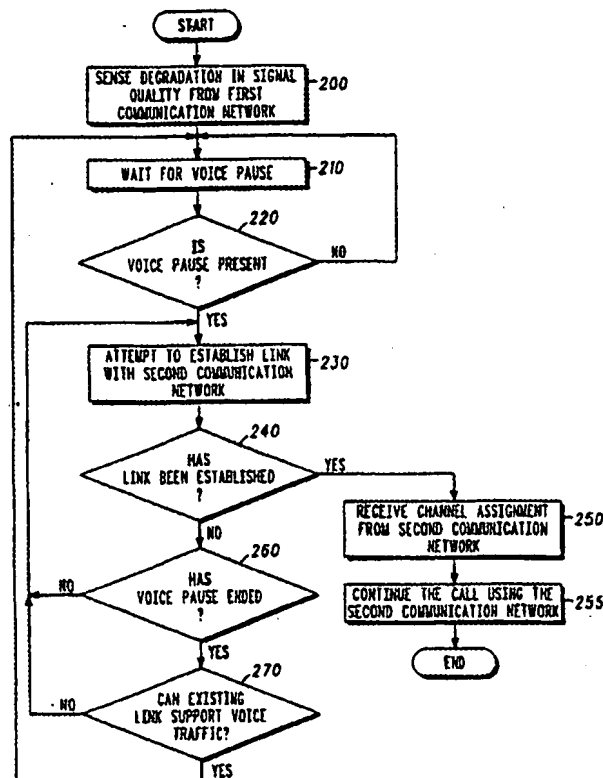 START
SENSE DEGRADATION IN SIGNAL
QUALITY FROM FIRST
COMMUNICATION NETWORK
200
WAIT FOR VOICE PAUSE
210
220
IS
VOICE PAUSE PRESENT
?
NO
YES
ATTEMPT TO ESTABLISH LINK
WITH SECOND COMMUNICATION
NETWORK
230
240
HAS
LINK BEEN ESTABLISHED
?
YES
NO
RECEIVE CHANNEL ASSIGNMENT
FROM SECOND COMMUNICATION
NETWORK
250
260
HAS
VOICE PAUSE ENDED
?
NO
YES
CONTINUE THE CALL USING THE
SECOND COMMUNICATION NETWORK
255
END
270
CAN EXISTING
LINK SUPPORT VOICE
TRAFFIC?
NO
YES